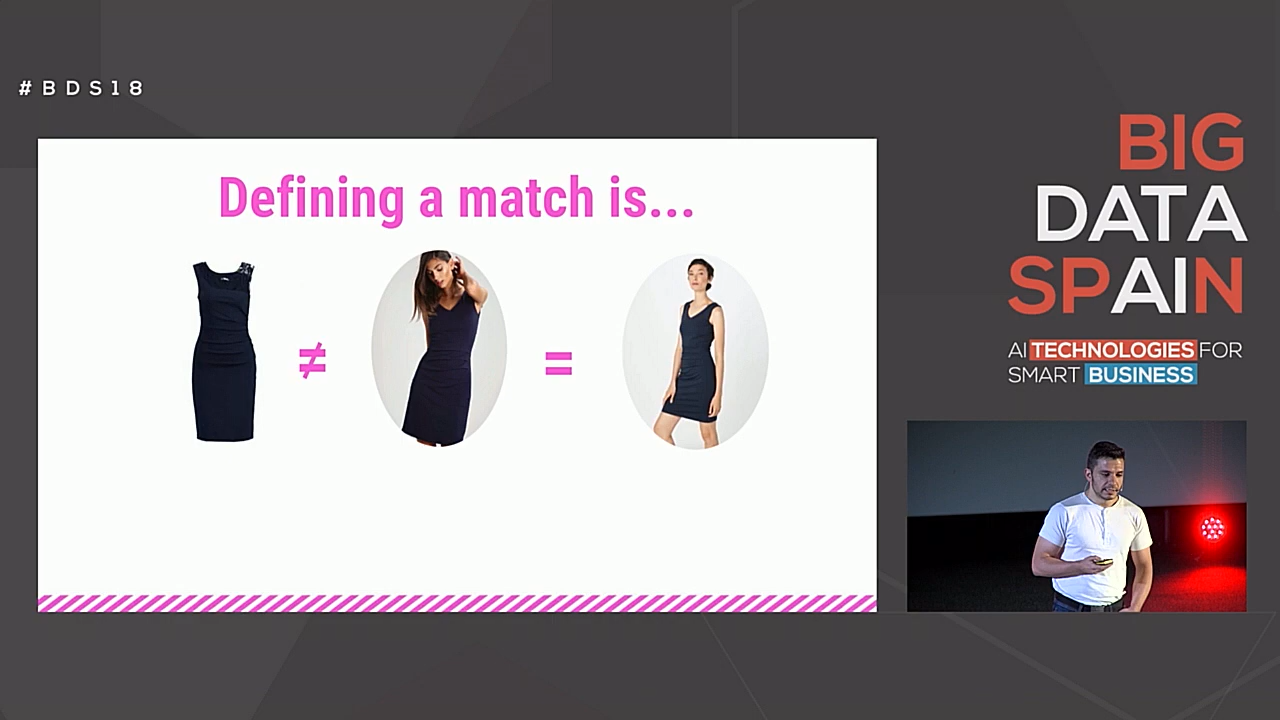 #BDS18
Defining a match is...
≠
=
BIG
DATA
SPAIN
AI TECHNOLOGIES FOR
SMART BUSINESS